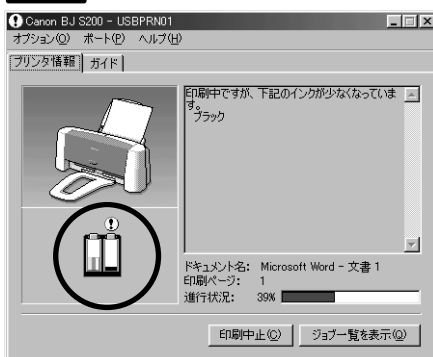 Canon BJ S200 - USBPRN01
オプション(O) ポート(P) ヘルプ(H)
プリンタ情報 ガイド
印刷中ですが、下記のインクが少なくなっていま
す。
ブラック
ドキュメント名: Microsoft Word - 文書 1
印刷ページ: 1
進行状況: 39%
印刷中止(C) ジョブ一覧を表示(Q)